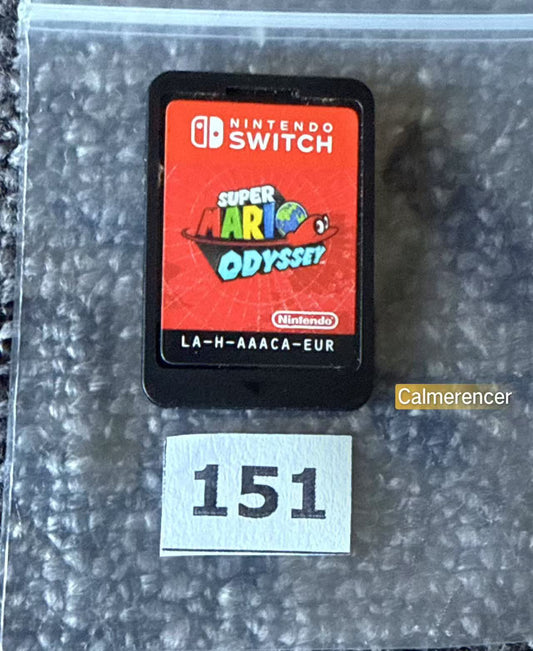 NINTENDO
SWITCH
SUPER
MARIO
ODYSSEY
Nintendo
LA-H-AAACA-EUR
Calmerencer
151